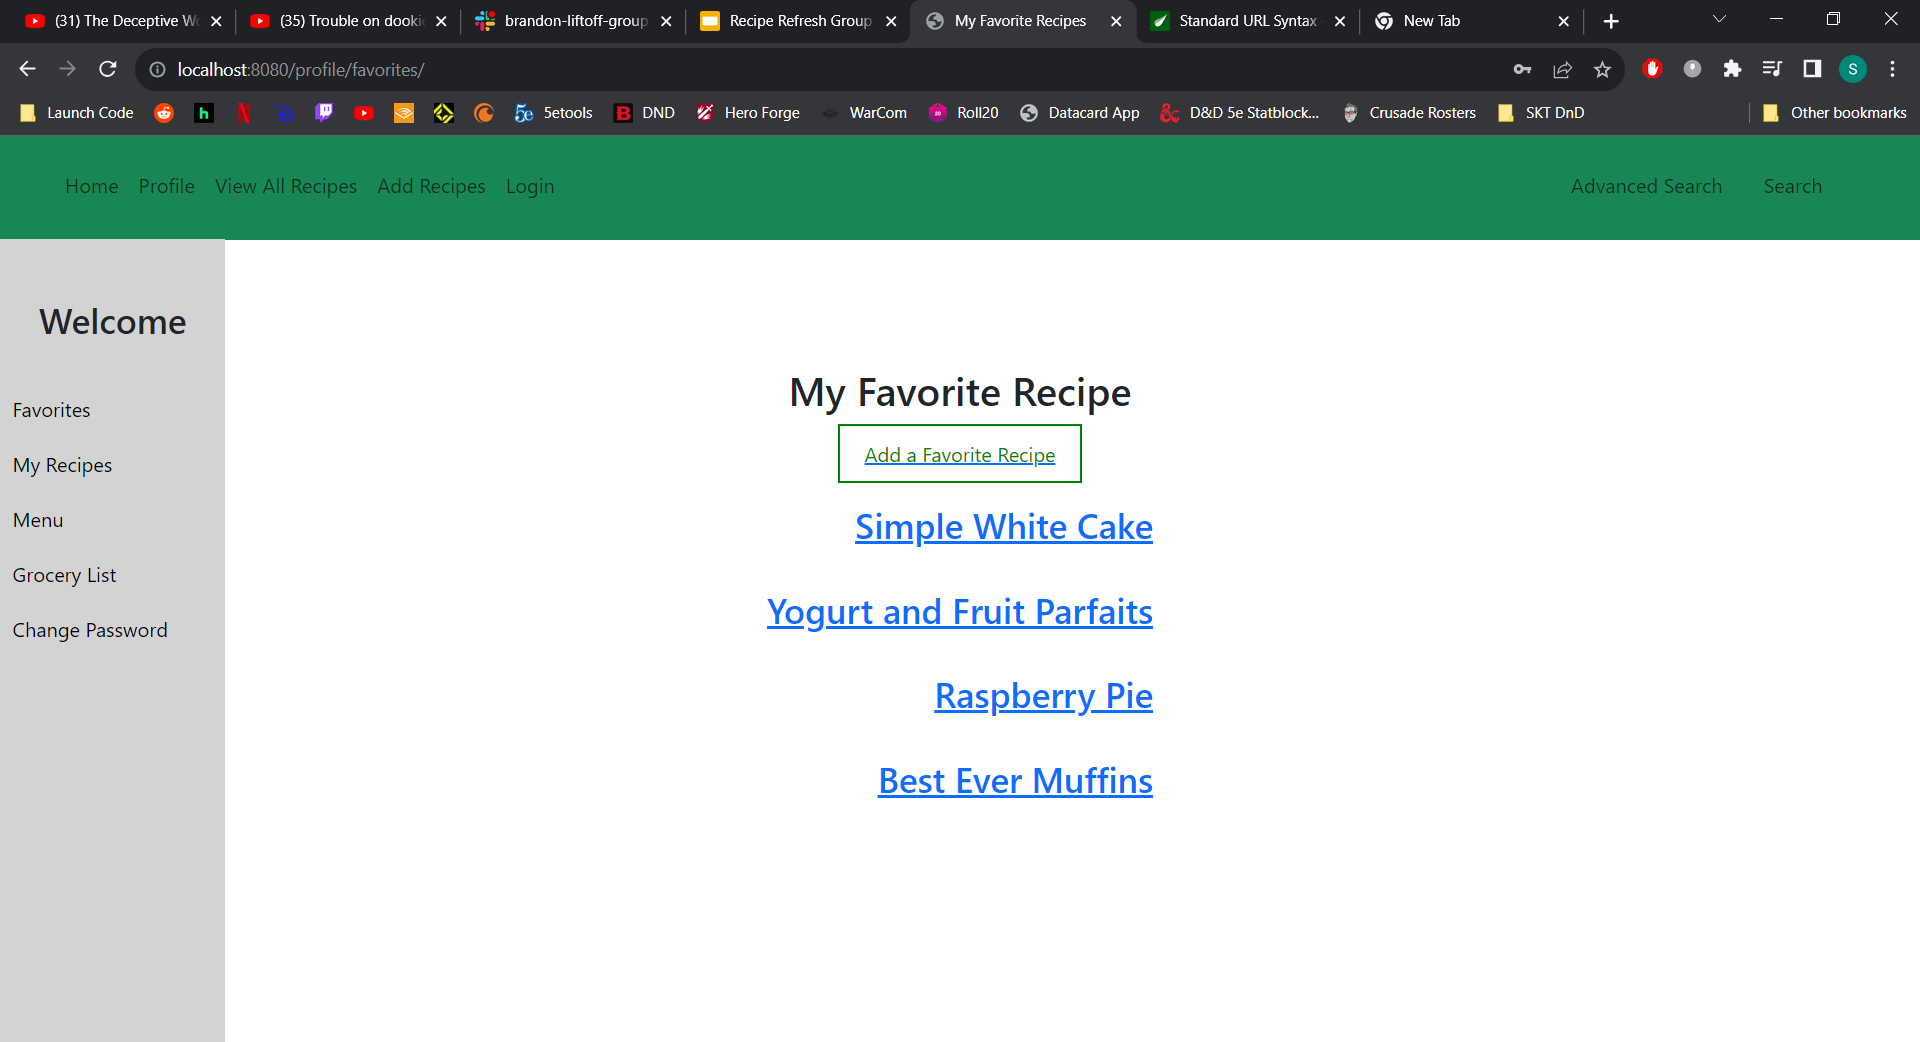 (31) The Deceptive Wo
(35) Trouble on dookie
brandon-liftoff-group
Recipe Refresh Group
My Favorite Recipes
Standard URL Syntax
New Tab
localhost:8080/profile/favorites/
S
Launch Code
h
N
5e
5etools
B
DND
Hero Forge
WarCom
20
Roll20
Datacard App
&
D&D 5e Statblock...
Crusade Rosters
SKT DnD
Other bookmarks
Home Profile View All Recipes Add Recipes Login
Advanced Search Search
Welcome
Favorites
My Recipes
Menu
Grocery List
Change Password
My Favorite Recipe
Add a Favorite Recipe
Simple White Cake
Yogurt and Fruit Parfaits
Raspberry Pie
Best Ever Muffins